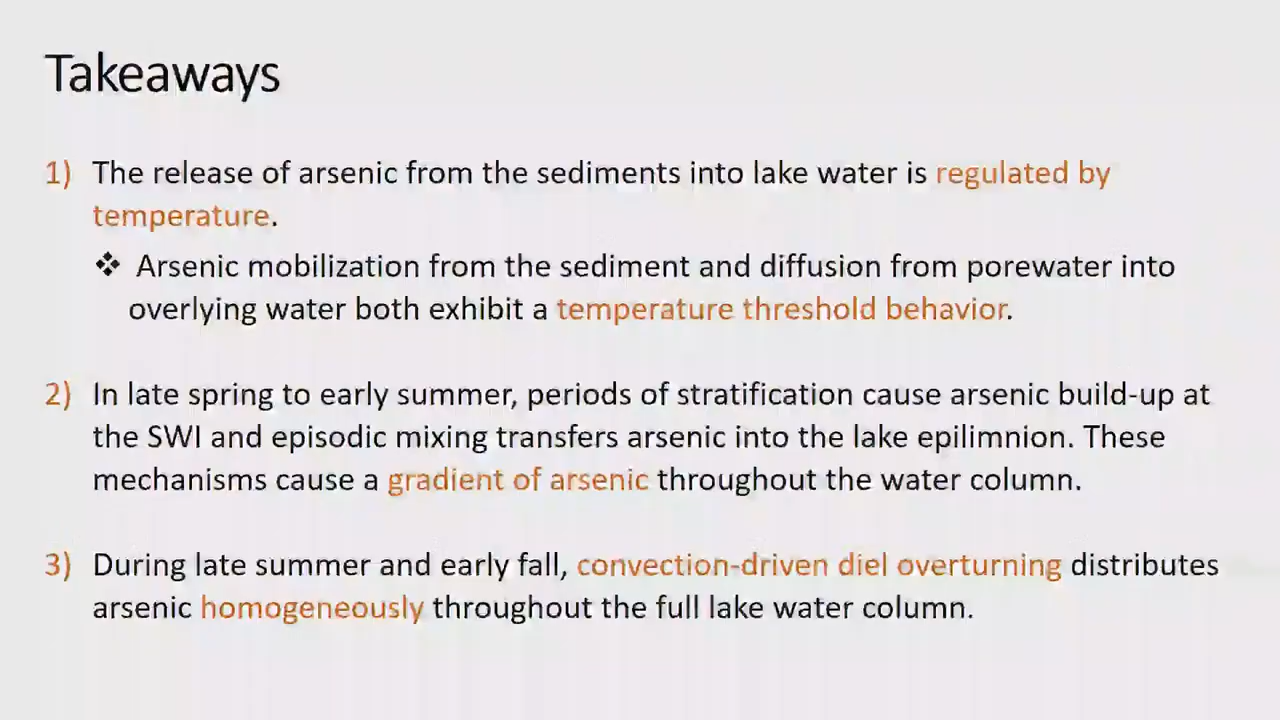 Takeaways
1) The release of arsenic from the sediments into lake water is regulated by
temperature.
❖ Arsenic mobilization from the sediment and diffusion from porewater into
overlying water both exhibit a temperature threshold behavior.
2) In late spring to early summer, periods of stratification cause arsenic build-up at
the SWI and episodic mixing transfers arsenic into the lake epilimnion. These
mechanisms cause a gradient of arsenic throughout the water column.
3) During late summer and early fall, convection-driven diel overturning distributes
arsenic homogeneously throughout the full lake water column.